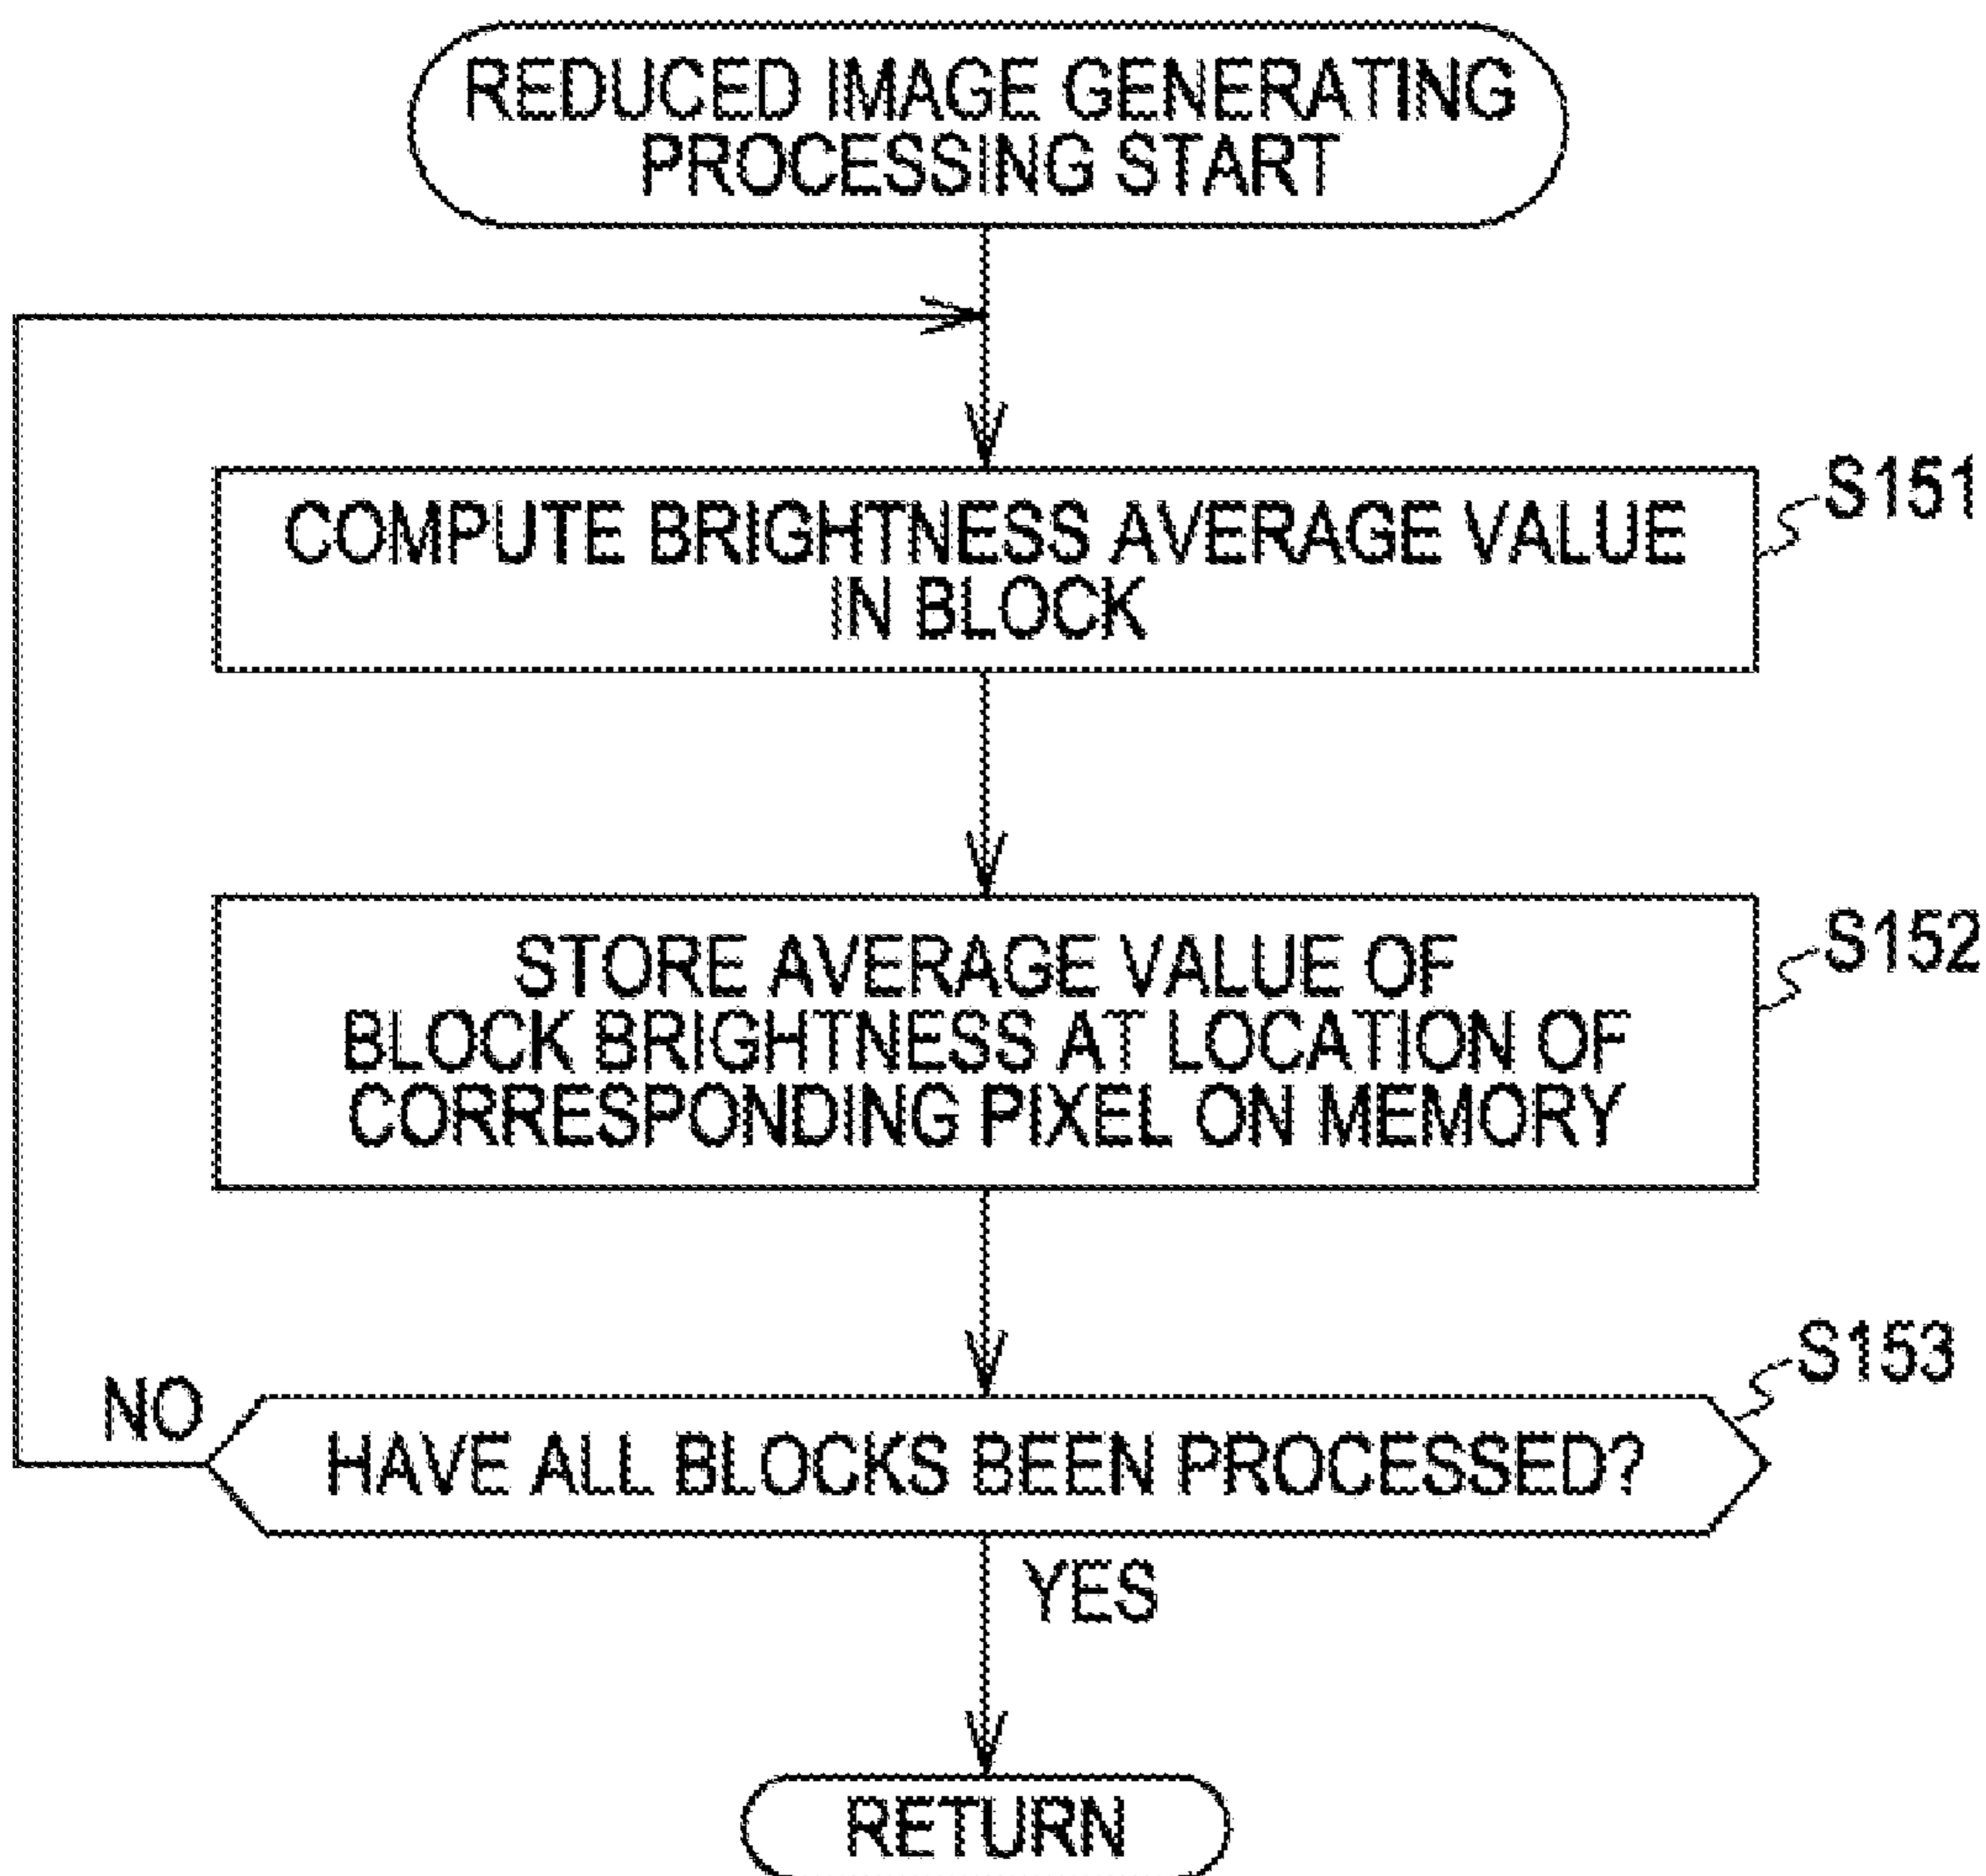 REDUCED IMAGE GENERATING
PROCESSING START
COMPUTE BRIGHTNESS AVERAGE VALUE
IN BLOCK
S151
STORE AVERAGE VALUE OF
BLOCK BRIGHTNESS AT LOCATION OF
CORRESPONDING PIXEL ON MEMORY
S152
HAVE ALL BLOCKS BEEN PROCESSED?
S153
NO
YES
RETURN